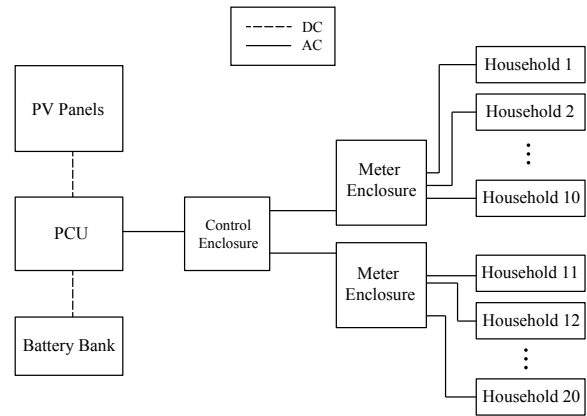 DC
AC
PV Panels
PCU
Battery Bank
Control
Enclosure
Meter
Enclosure
Household 1
Household 2
Household 10
Meter
Enclosure
Household 11
Household 12
Household 20